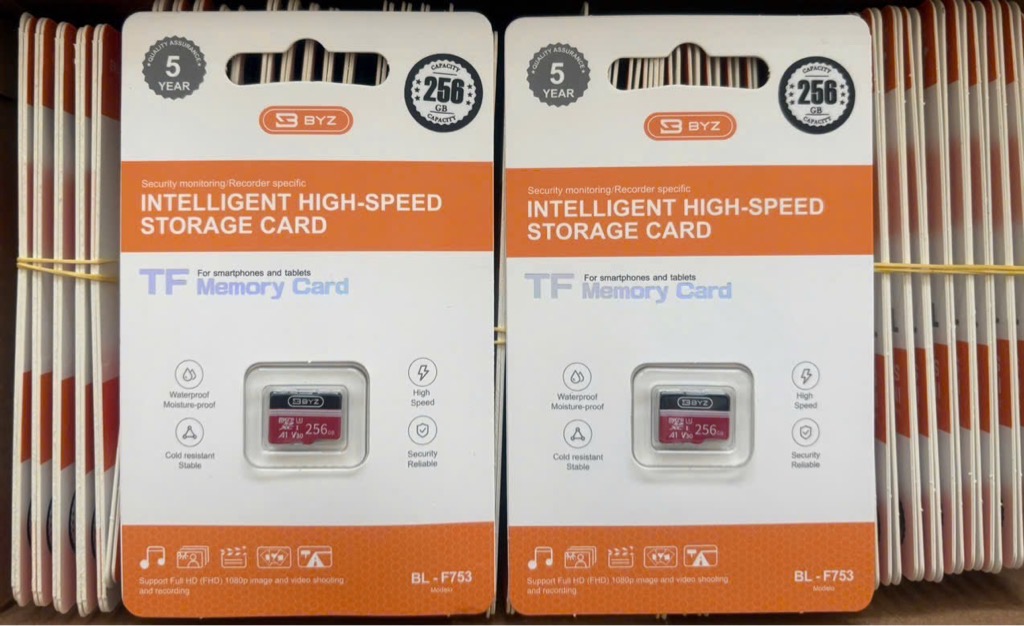 QUALITY ASSURANCE
5
YEAR
CAPACITY
256
GB
CAPACITY
BYZ
Security monitoring/Recorder specific
INTELLIGENT HIGH-SPEED
STORAGE CARD
TF
For smartphones and tablets
Memory Card
Waterproof
Moisture-proof
High
Speed
Cold resistant
Stable
Security
Reliable
BYZ
256
A1 V30
Support Full HD (FHD) 1080p image and video shooting
and recording
BL - F753
QUALITY ASSURANCE
5
YEAR
CAPACITY
256
GB
CAPACITY
BYZ
Security monitoring/Recorder specific
INTELLIGENT HIGH-SPEED
STORAGE CARD
TF
For smartphones and tablets
Memory Card
Waterproof
Moisture-proof
High
Speed
Cold resistant
Stable
Security
Reliable
BYZ
256
A1 V30
Support Full HD (FHD) 1080p image and video shooting
and recording
BL - F753